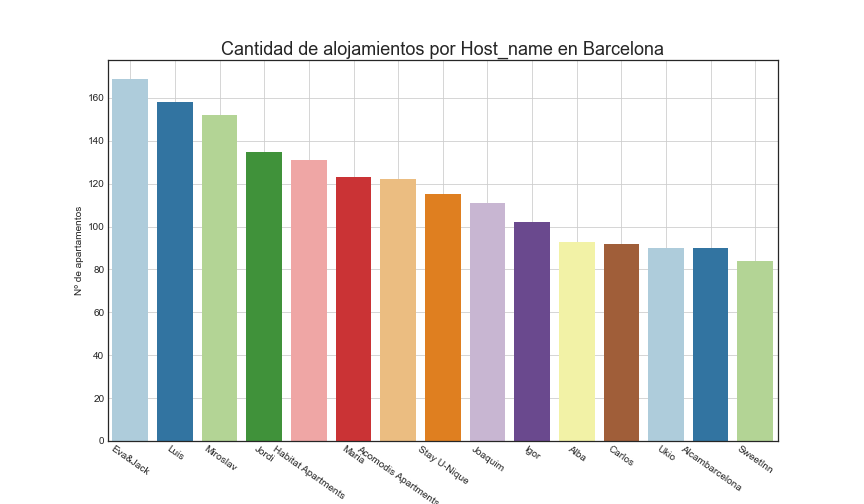 Cantidad de alojamientos por Host_name en Barcelona
Nº de apartamentos
160
140
120
100
80
60
40
20
0
Eva&Jack
Luis
Miroslav
Jordi
Habitat Apartments
Maria
Acomodis Apartments
Stay U-Nique
Joaquim
Igor
Alba
Carlos
Ukio
Alcambarcelona
SweetInn